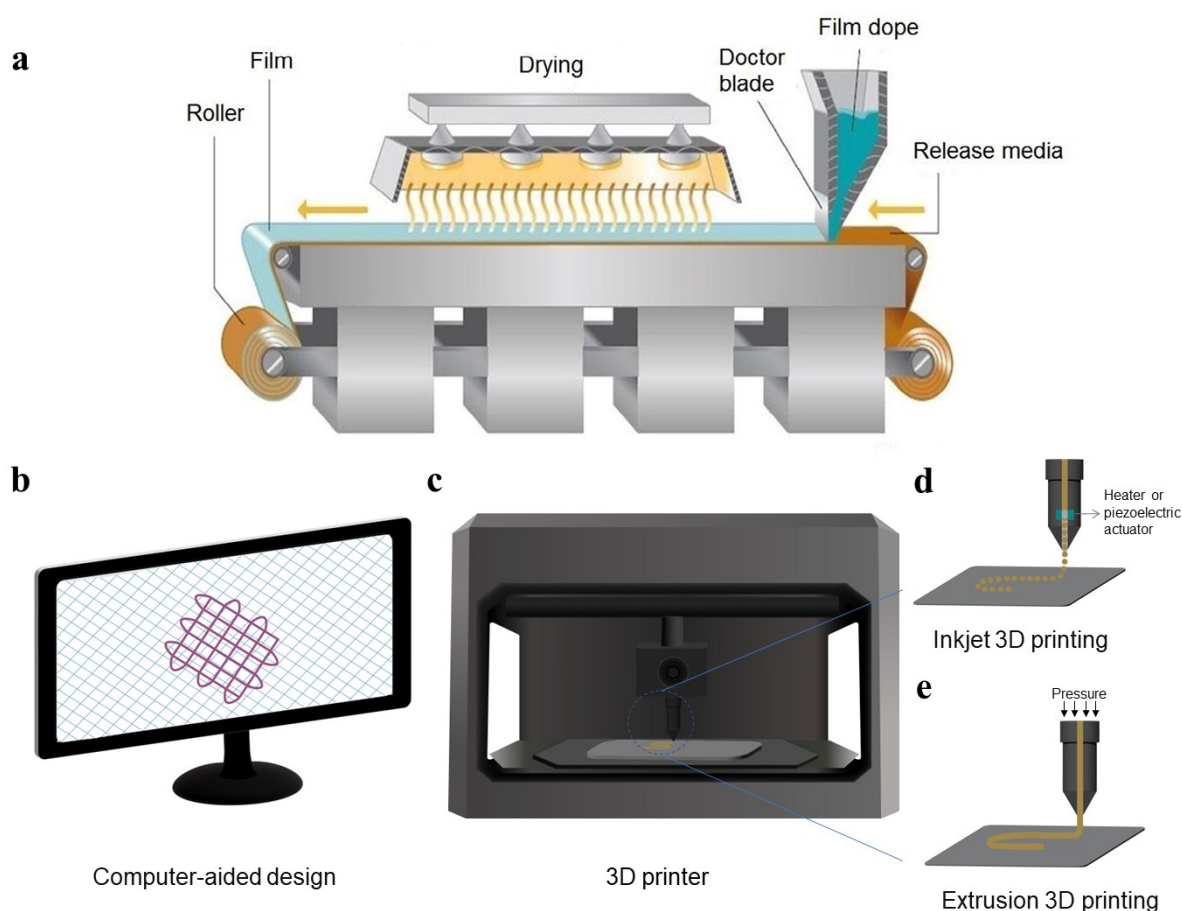 a
Film dope
Film
Drying
Doctor
blade
Roller
Release media
b
c
d
Heater or
piezoelectric
actuator
Inkjet 3D printing
e
Pressure
Computer-aided design
3D printer
Extrusion 3D printing